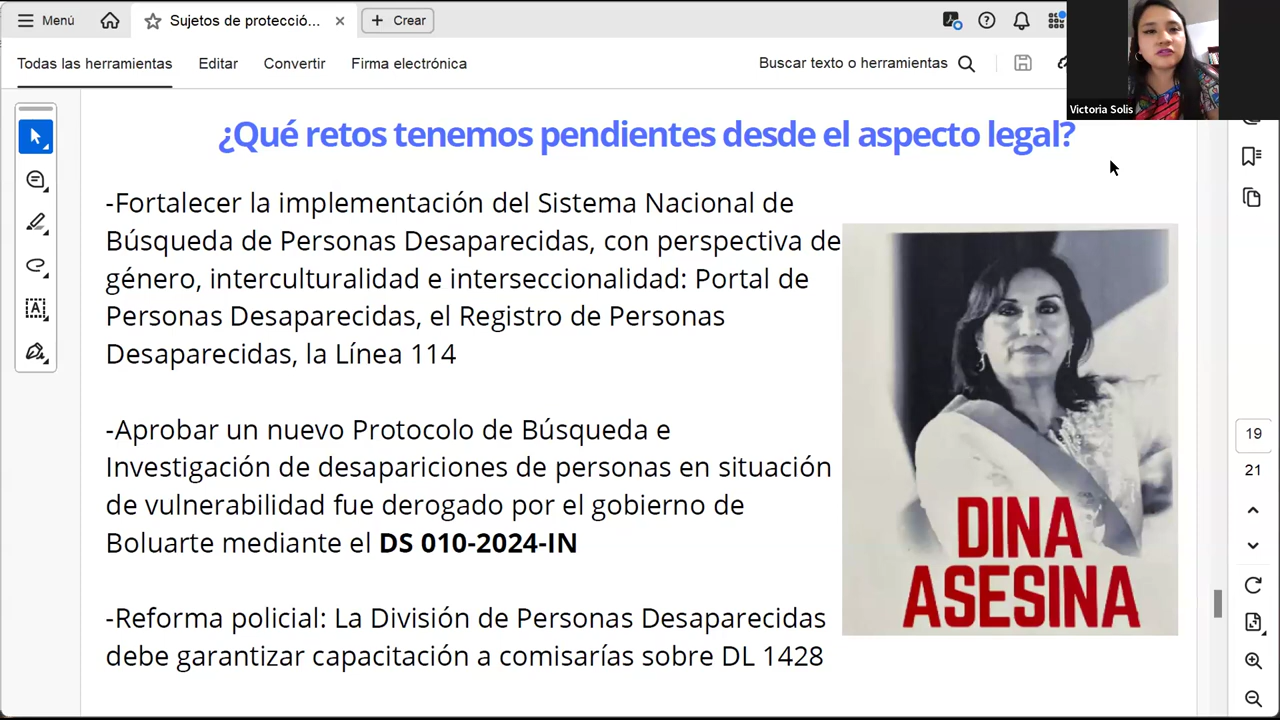 Menú
Sujetos de protecció...
Crear
Todas las herramientas
Editar
Convertir
Firma electrónica
Buscar texto o herramientas
Victoria Solis
¿Qué retos tenemos pendientes desde el aspecto legal?
-Fortalecer la implementación del Sistema Nacional de
Búsqueda de Personas Desaparecidas, con perspectiva de
género, interculturalidad e interseccionalidad: Portal de
Personas Desaparecidas, el Registro de Personas
Desaparecidas, la Línea 114
-Aprobar un nuevo Protocolo de Búsqueda e
Investigación de desapariciones de personas en situación
de vulnerabilidad fue derogado por el gobierno de
Boluarte mediante el DS 010-2024-IN
-Reforma policial: La División de Personas Desaparecidas
debe garantizar capacitación a comisarías sobre DL 1428
DINA
ASESINA
19
21